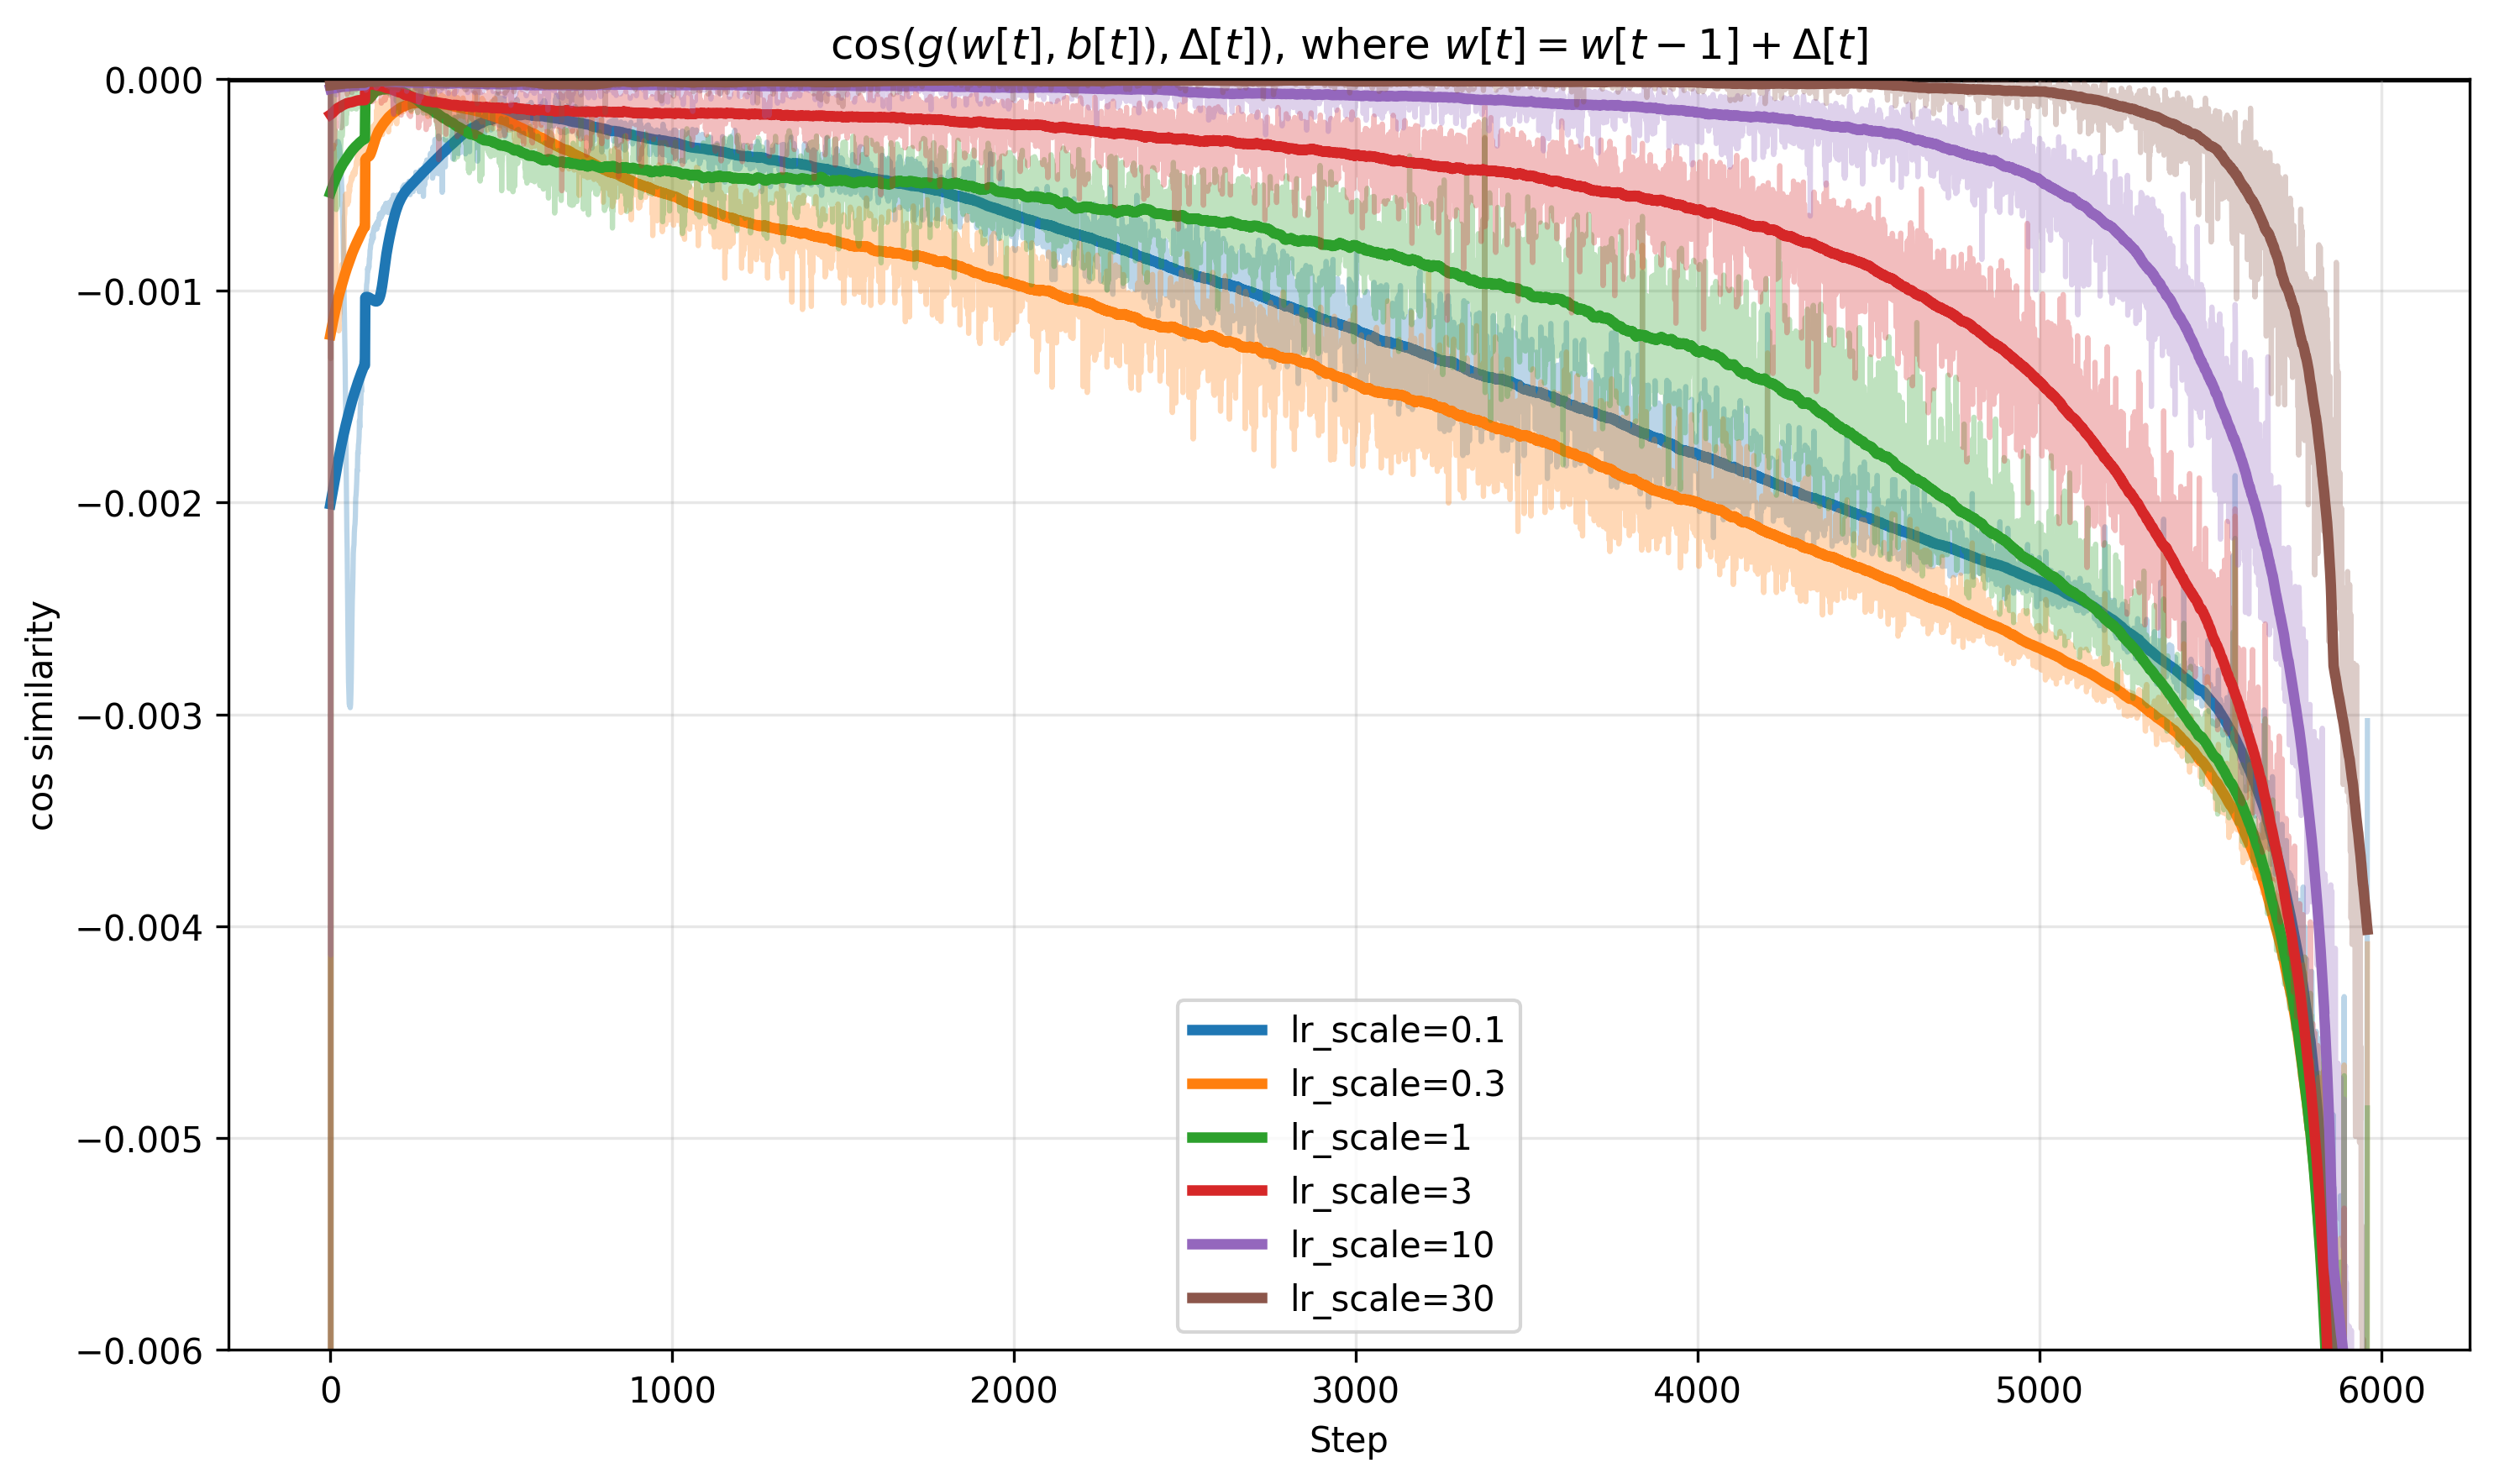 cos(g(w[t], b[t]), Δ[t]), where w[t] = w[t − 1] + Δ[t]
0.000
−0.001
−0.002
−0.003
−0.004
−0.005
−0.006
cos similarity
lr_scale=0.1
lr_scale=0.3
lr_scale=1
lr_scale=3
lr_scale=10
lr_scale=30
0 1000 2000 3000 4000 5000 6000
Step